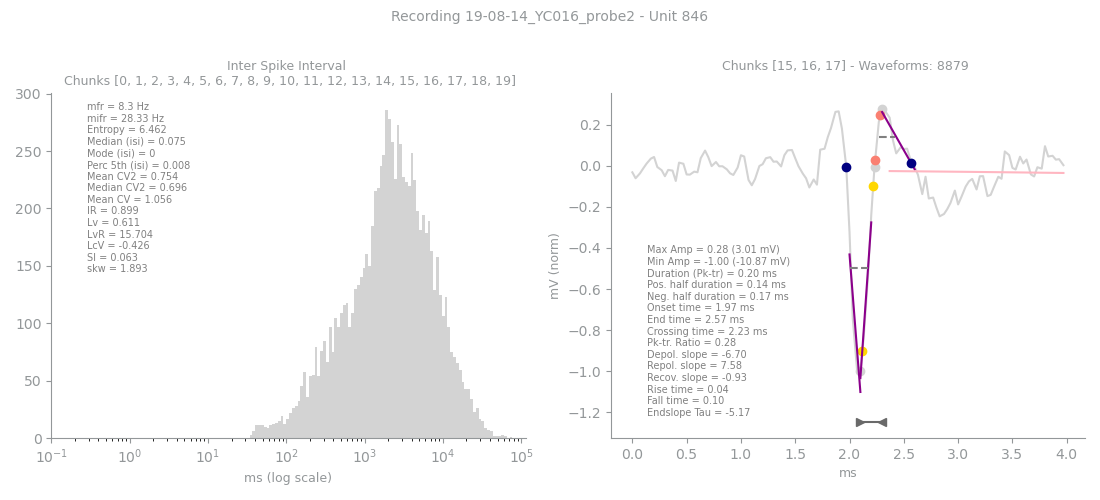 Recording 19-08-14_YC016_probe2 - Unit 846
Inter Spike Interval
Chunks [0, 1, 2, 3, 4, 5, 6, 7, 8, 9, 10, 11, 12, 13, 14, 15, 16, 17, 18, 19]
300
250
200
150
100
50
0
mfr = 8.3 Hz
mifr = 28.33 Hz
Entropy = 6.462
Median (isi) = 0.075
Mode (isi) = 0
Perc 5th (isi) = 0.008
Mean CV2 = 0.754
Median CV2 = 0.696
Mean CV = 1.056
IR = 0.899
Lv = 0.611
LvR = 15.704
LcV = -0.426
SI = 0.063
skw = 1.893
10⁻¹ 10⁰ 10¹ 10² 10³ 10⁴ 10⁵
ms (log scale)
Chunks [15, 16, 17] - Waveforms: 8879
mV (norm)
0.2
0.0
−0.2
−0.4
−0.6
−0.8
−1.0
−1.2
Max Amp = 0.28 (3.01 mV)
Min Amp = -1.00 (-10.87 mV)
Duration (Pk-tr) = 0.20 ms
Pos. half duration = 0.14 ms
Neg. half duration = 0.17 ms
Onset time = 1.97 ms
End time = 2.57 ms
Crossing time = 2.23 ms
Pk-tr. Ratio = 0.28
Depol. slope = -6.70
Repol. slope = 7.58
Recov. slope = -0.93
Rise time = 0.04
Fall time = 0.10
Endslope Tau = -5.17
0.0 0.5 1.0 1.5 2.0 2.5 3.0 3.5 4.0
ms